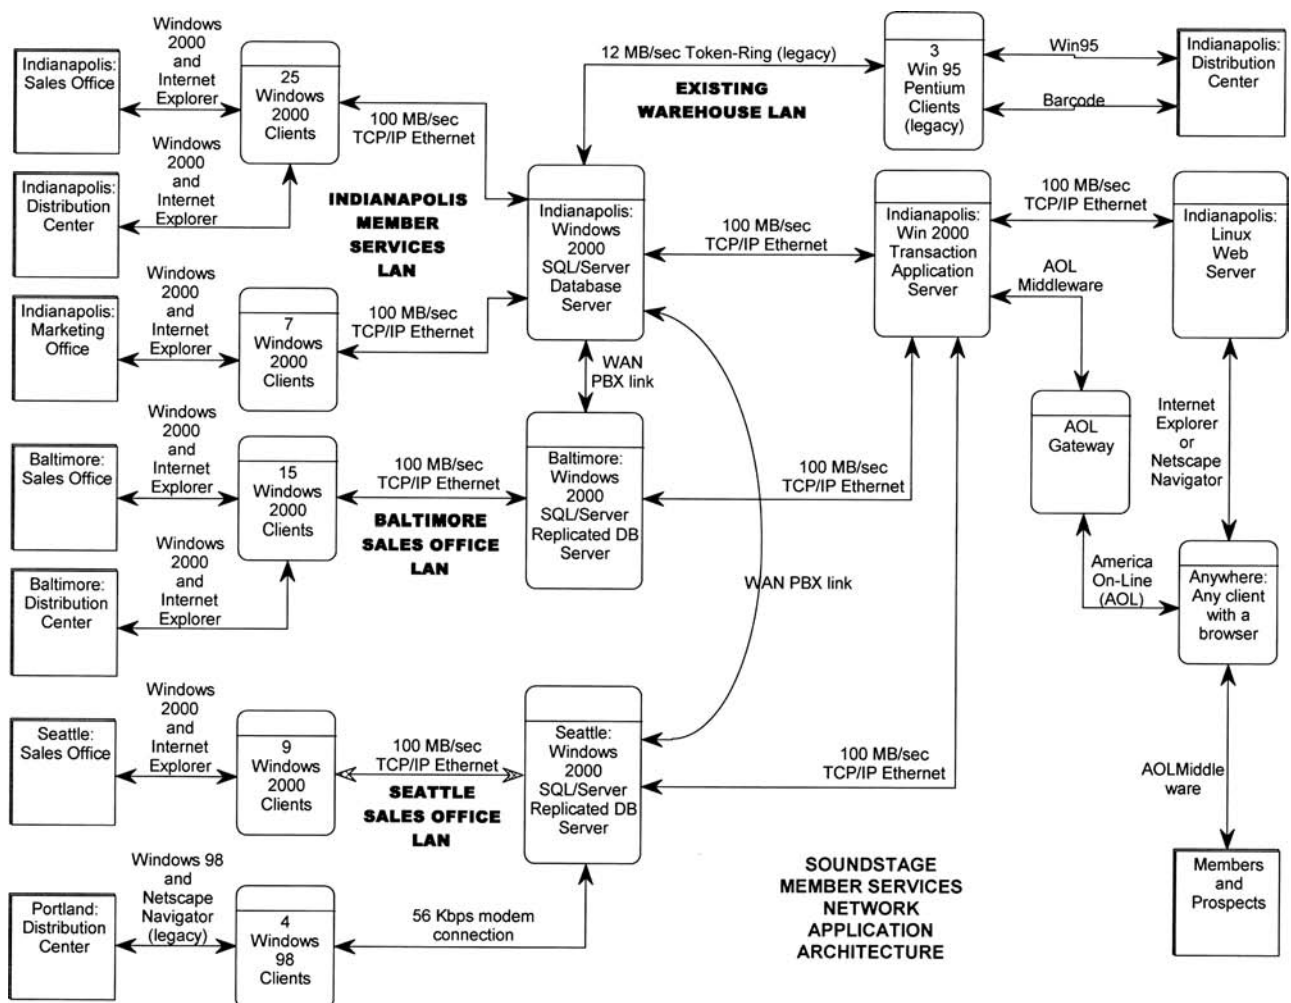 Windows
2000
and
Internet
Explorer
Indianapolis:
Sales Office
25
Windows
2000
Clients
100 MB/sec
TCP/IP Ethernet
12 MB/sec Token-Ring (legacy)
EXISTING
WAREHOUSE LAN
3
Win 95
Pentium
Clients
(legacy)
Win95
Barcode
Indianapolis:
Distribution
Center
Windows
2000
and
Internet
Explorer
Indianapolis:
Distribution
Center
INDIANAPOLIS
MEMBER
SERVICES
LAN
Indianapolis:
Windows
2000
SQL/Server
Database
Server
100 MB/sec
TCP/IP Ethernet
Indianapolis:
Win 2000
Transaction
Application
Server
100 MB/sec
TCP/IP Ethernet
Indianapolis:
Linux
Web
Server
AOL
Middleware
Windows
2000
and
Internet
Explorer
Indianapolis:
Marketing
Office
7
Windows
2000
Clients
100 MB/sec
TCP/IP Ethernet
WAN
PBX link
AOL
Gateway
Internet
Explorer
or
Netscape
Navigator
Windows
2000
and
Internet
Explorer
Baltimore:
Sales Office
15
Windows
2000
Clients
100 MB/sec
TCP/IP Ethernet
BALTIMORE
SALES OFFICE
LAN
Baltimore:
Windows
2000
SQL/Server
Replicated DB
Server
100 MB/sec
TCP/IP Ethernet
Windows
2000
and
Internet
Explorer
Baltimore:
Distribution
Center
WAN PBX link
America
On-Line
(AOL)
Anywhere:
Any client
with a
browser
Windows
2000
and
Internet
Explorer
Seattle:
Sales Office
9
Windows
2000
Clients
100 MB/sec
TCP/IP Ethernet
SEATTLE
SALES OFFICE
LAN
Seattle:
Windows
2000
SQL/Server
Replicated DB
Server
100 MB/sec
TCP/IP Ethernet
AOLMiddle
ware
Windows 98
and
Netscape
Navigator
(legacy)
Portland:
Distribution
Center
4
Windows
98
Clients
56 Kbps modem
connection
SOUNDSTAGE
MEMBER SERVICES
NETWORK
APPLICATION
ARCHITECTURE
Members
and
Prospects